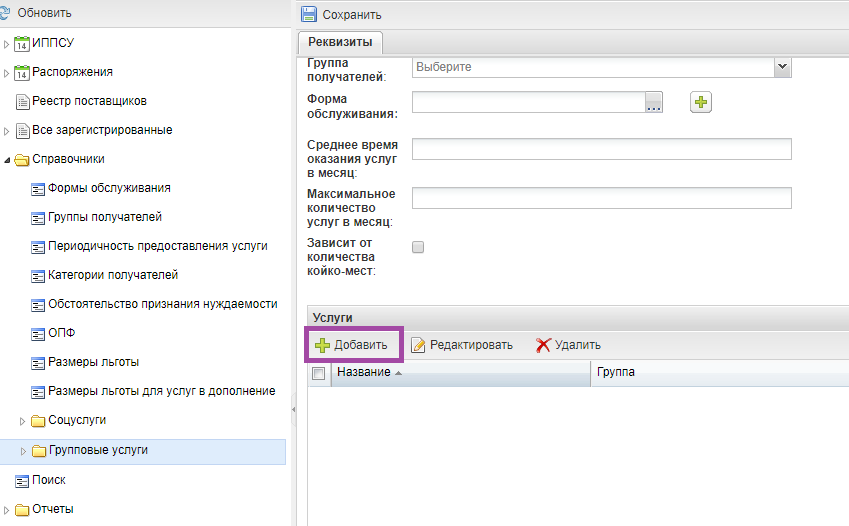 Обновить
ИППСУ
Распоряжения
Реестр поставщиков
Все зарегистрированные
Справочники
Формы обслуживания
Группы получателей
Периодичность предоставления услуги
Категории получателей
Обстоятельство признания нуждаемости
ОПФ
Размеры льготы
Размеры льготы для услуг в дополнение
Соцуслуги
Групповые услуги
Поиск
Отчеты
Сохранить
Реквизиты
Группа
получателей:
Выберите
Форма
обслуживания:
...
Среднее время
оказания услуг
в месяц:
Максимальное
количество
услуг в месяц:
Зависит от
количества
койко-мест:
Услуги
Добавить
Редактировать
Удалить
Название
Группа